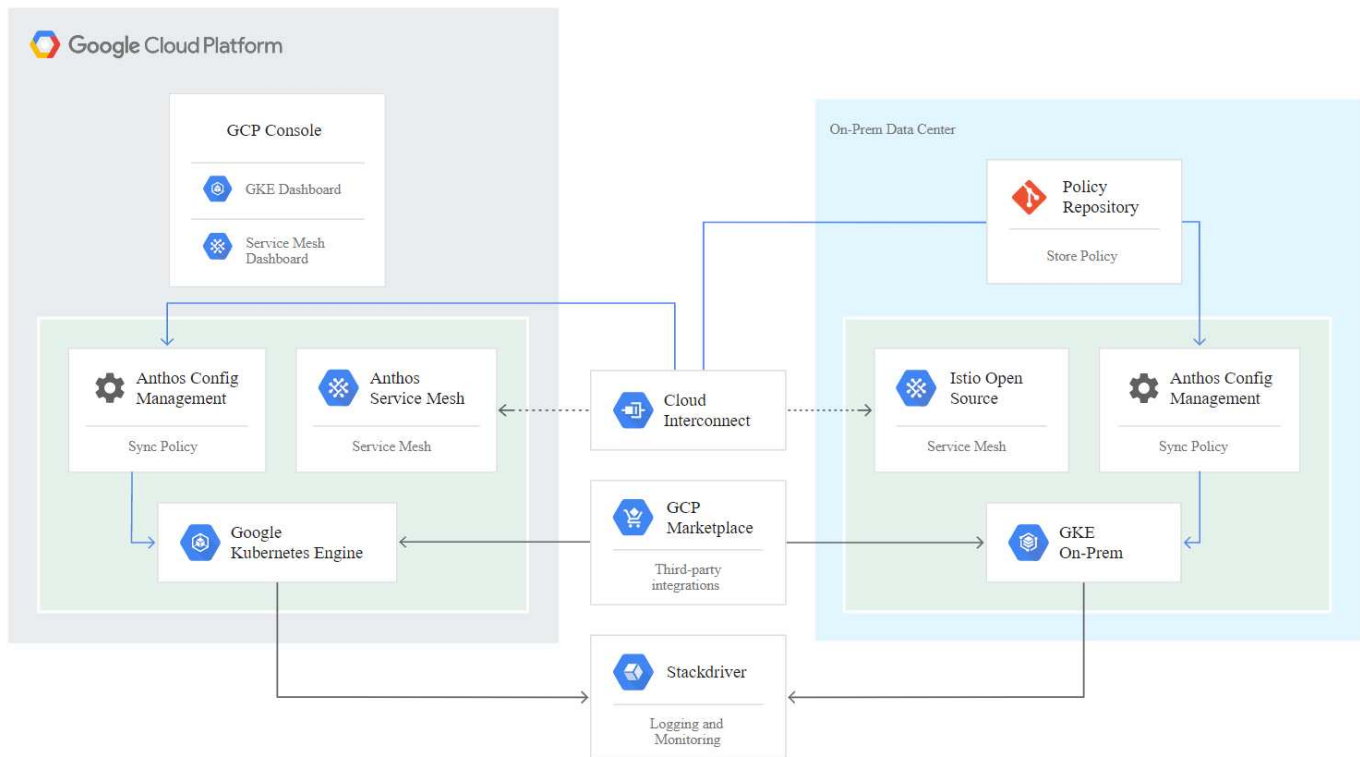 Google Cloud Platform
GCP Console
GKE Dashboard
Service Mesh
Dashboard
On-Prem Data Center
Policy
Repository
Store Policy
Anthos Config
Management
Sync Policy
Anthos
Service Mesh
Service Mesh
Cloud
Interconnect
Istio Open
Source
Service Mesh
Anthos Config
Management
Sync Policy
Google
Kubernetes Engine
GCP
Marketplace
Third-party
integrations
GKE
On-Prem
Stackdriver
Logging and
Monitoring